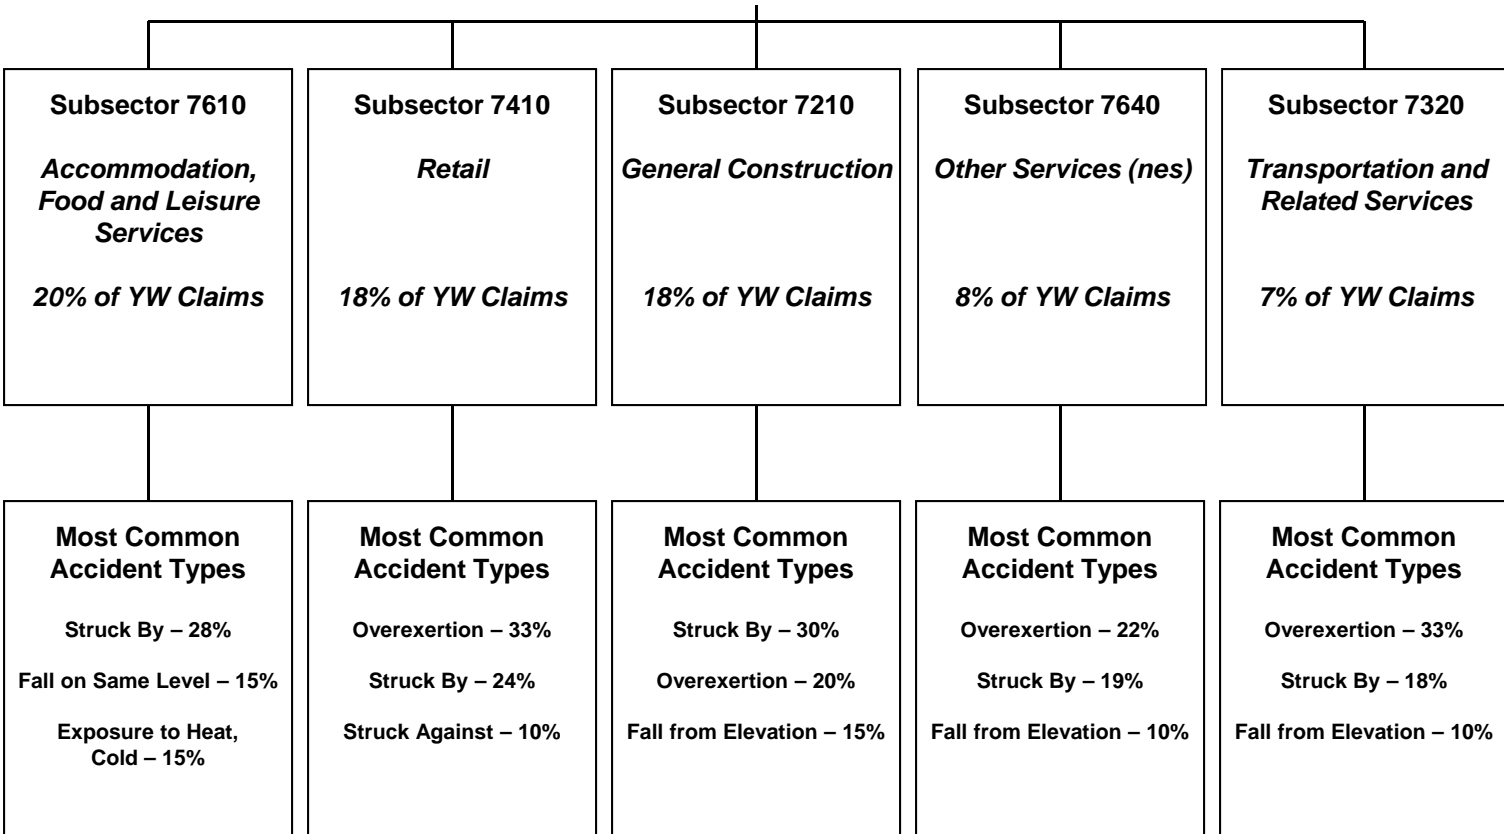 Subsector 7610
Accommodation,
Food and Leisure
Services
20% of YW Claims
Subsector 7410
Retail
18% of YW Claims
Subsector 7210
General Construction
18% of YW Claims
Subsector 7640
Other Services (nes)
8% of YW Claims
Subsector 7320
Transportation and
Related Services
7% of YW Claims
Most Common
Accident Types
Struck By – 28%
Fall on Same Level – 15%
Exposure to Heat,
Cold – 15%
Most Common
Accident Types
Overexertion – 33%
Struck By – 24%
Struck Against – 10%
Most Common
Accident Types
Struck By – 30%
Overexertion – 20%
Fall from Elevation – 15%
Most Common
Accident Types
Overexertion – 22%
Struck By – 19%
Fall from Elevation – 10%
Most Common
Accident Types
Overexertion – 33%
Struck By – 18%
Fall from Elevation – 10%